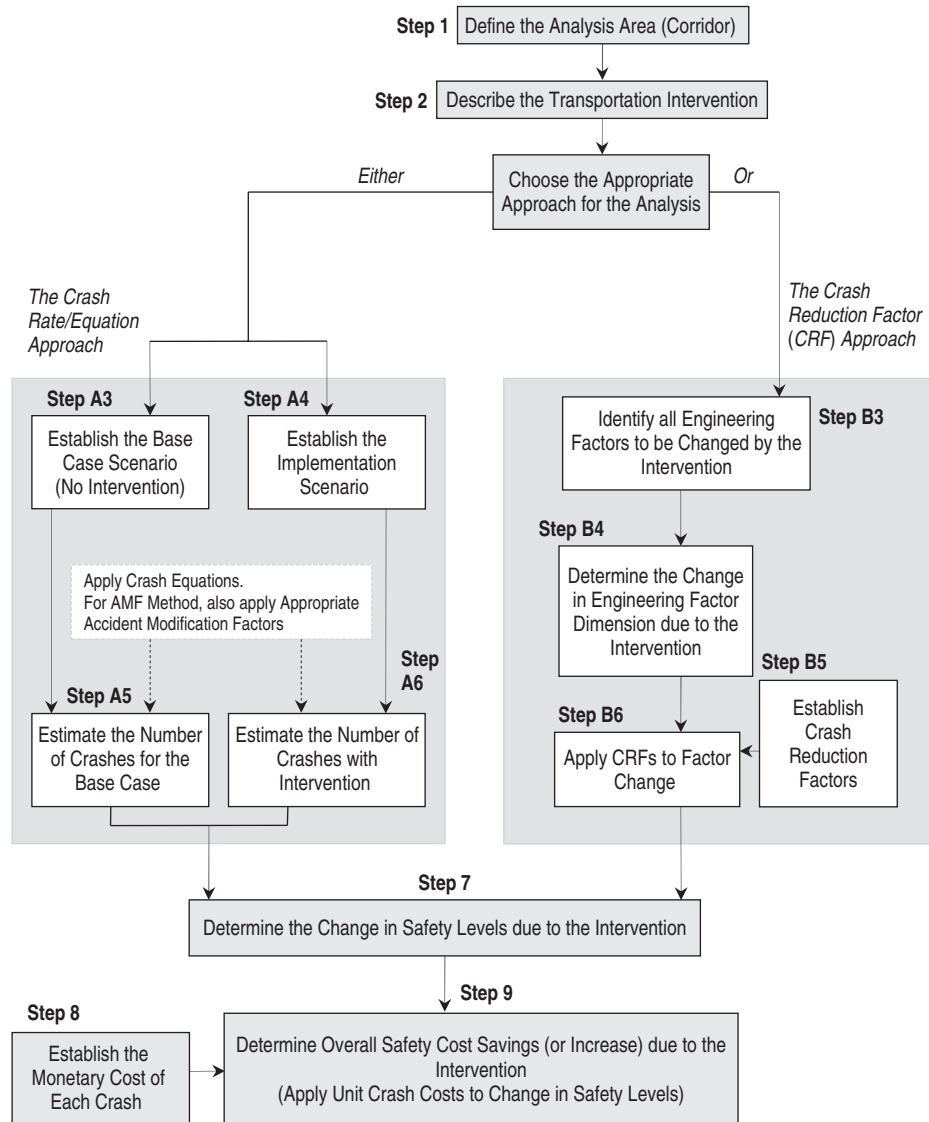 Step 1
Define the Analysis Area (Corridor)
Step 2
Describe the Transportation Intervention
Either
Choose the Appropriate
Approach for the Analysis
Or
The Crash
Rate/Equation
Approach
The Crash
Reduction Factor
(CRF) Approach
Step A3
Establish the Base
Case Scenario
(No Intervention)
Step A4
Establish the
Implementation
Scenario
Apply Crash Equations.
For AMF Method, also apply Appropriate
Accident Modification Factors
Step A5
Estimate the Number
of Crashes for the
Base Case
Step
A6
Estimate the Number of
Crashes with
Intervention
Step B3
Identify all Engineering
Factors to be Changed by the
Intervention
Step B4
Determine the Change
in Engineering Factor
Dimension due to the
Intervention
Step B5
Establish
Crash
Reduction
Factors
Step B6
Apply CRFs to Factor
Change
Step 7
Determine the Change in Safety Levels due to the Intervention
Step 8
Establish the
Monetary Cost of
Each Crash
Step 9
Determine Overall Safety Cost Savings (or Increase) due to the
Intervention
(Apply Unit Crash Costs to Change in Safety Levels)